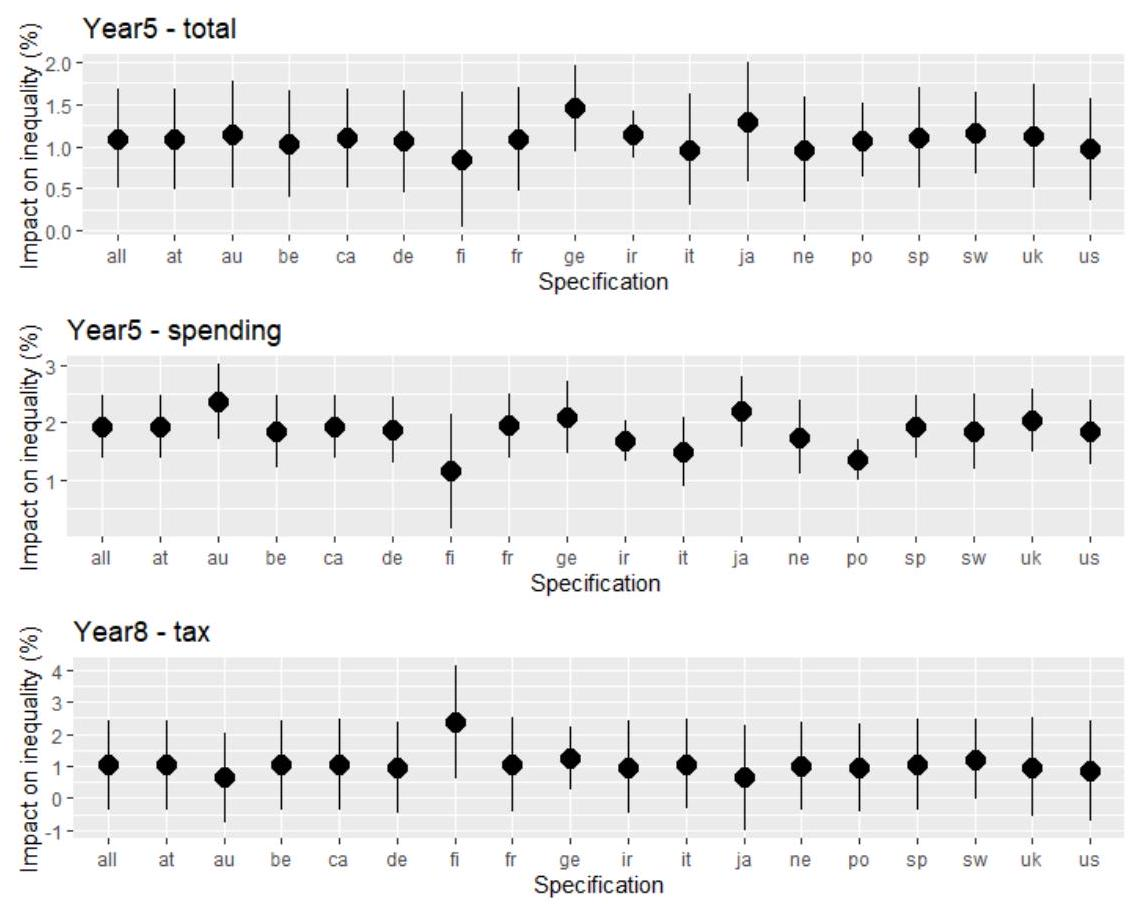 Year5 - total
Impact on inequality (%)
2.0
1.5
1.0
0.5
0.0
all at au be ca de fi fr ge ir it ja ne po sp sw uk us
Specification
Year5 - spending
Impact on inequality (%)
3
2
1
all at au be ca de fi fr ge ir it ja ne po sp sw uk us
Specification
Year8 - tax
Impact on inequality (%)
4
3
2
1
0
-1
all at au be ca de fi fr ge ir it ja ne po sp sw uk us
Specification